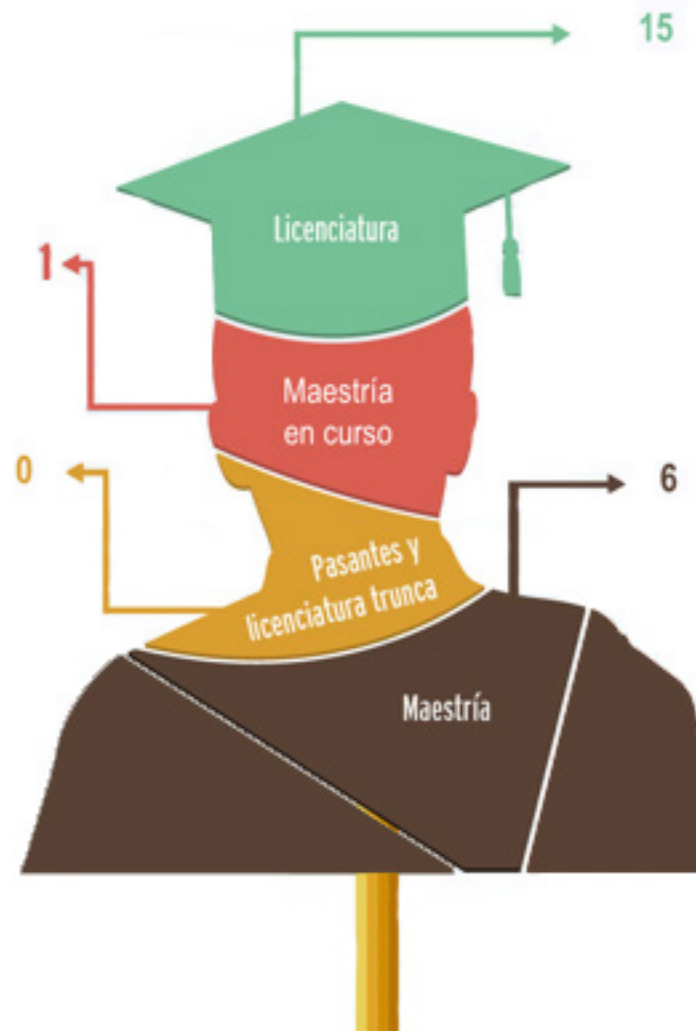 15
Licenciatura
1
Maestría
en curso
0
6
Pasantes y
licenciatura trunca
Maestría